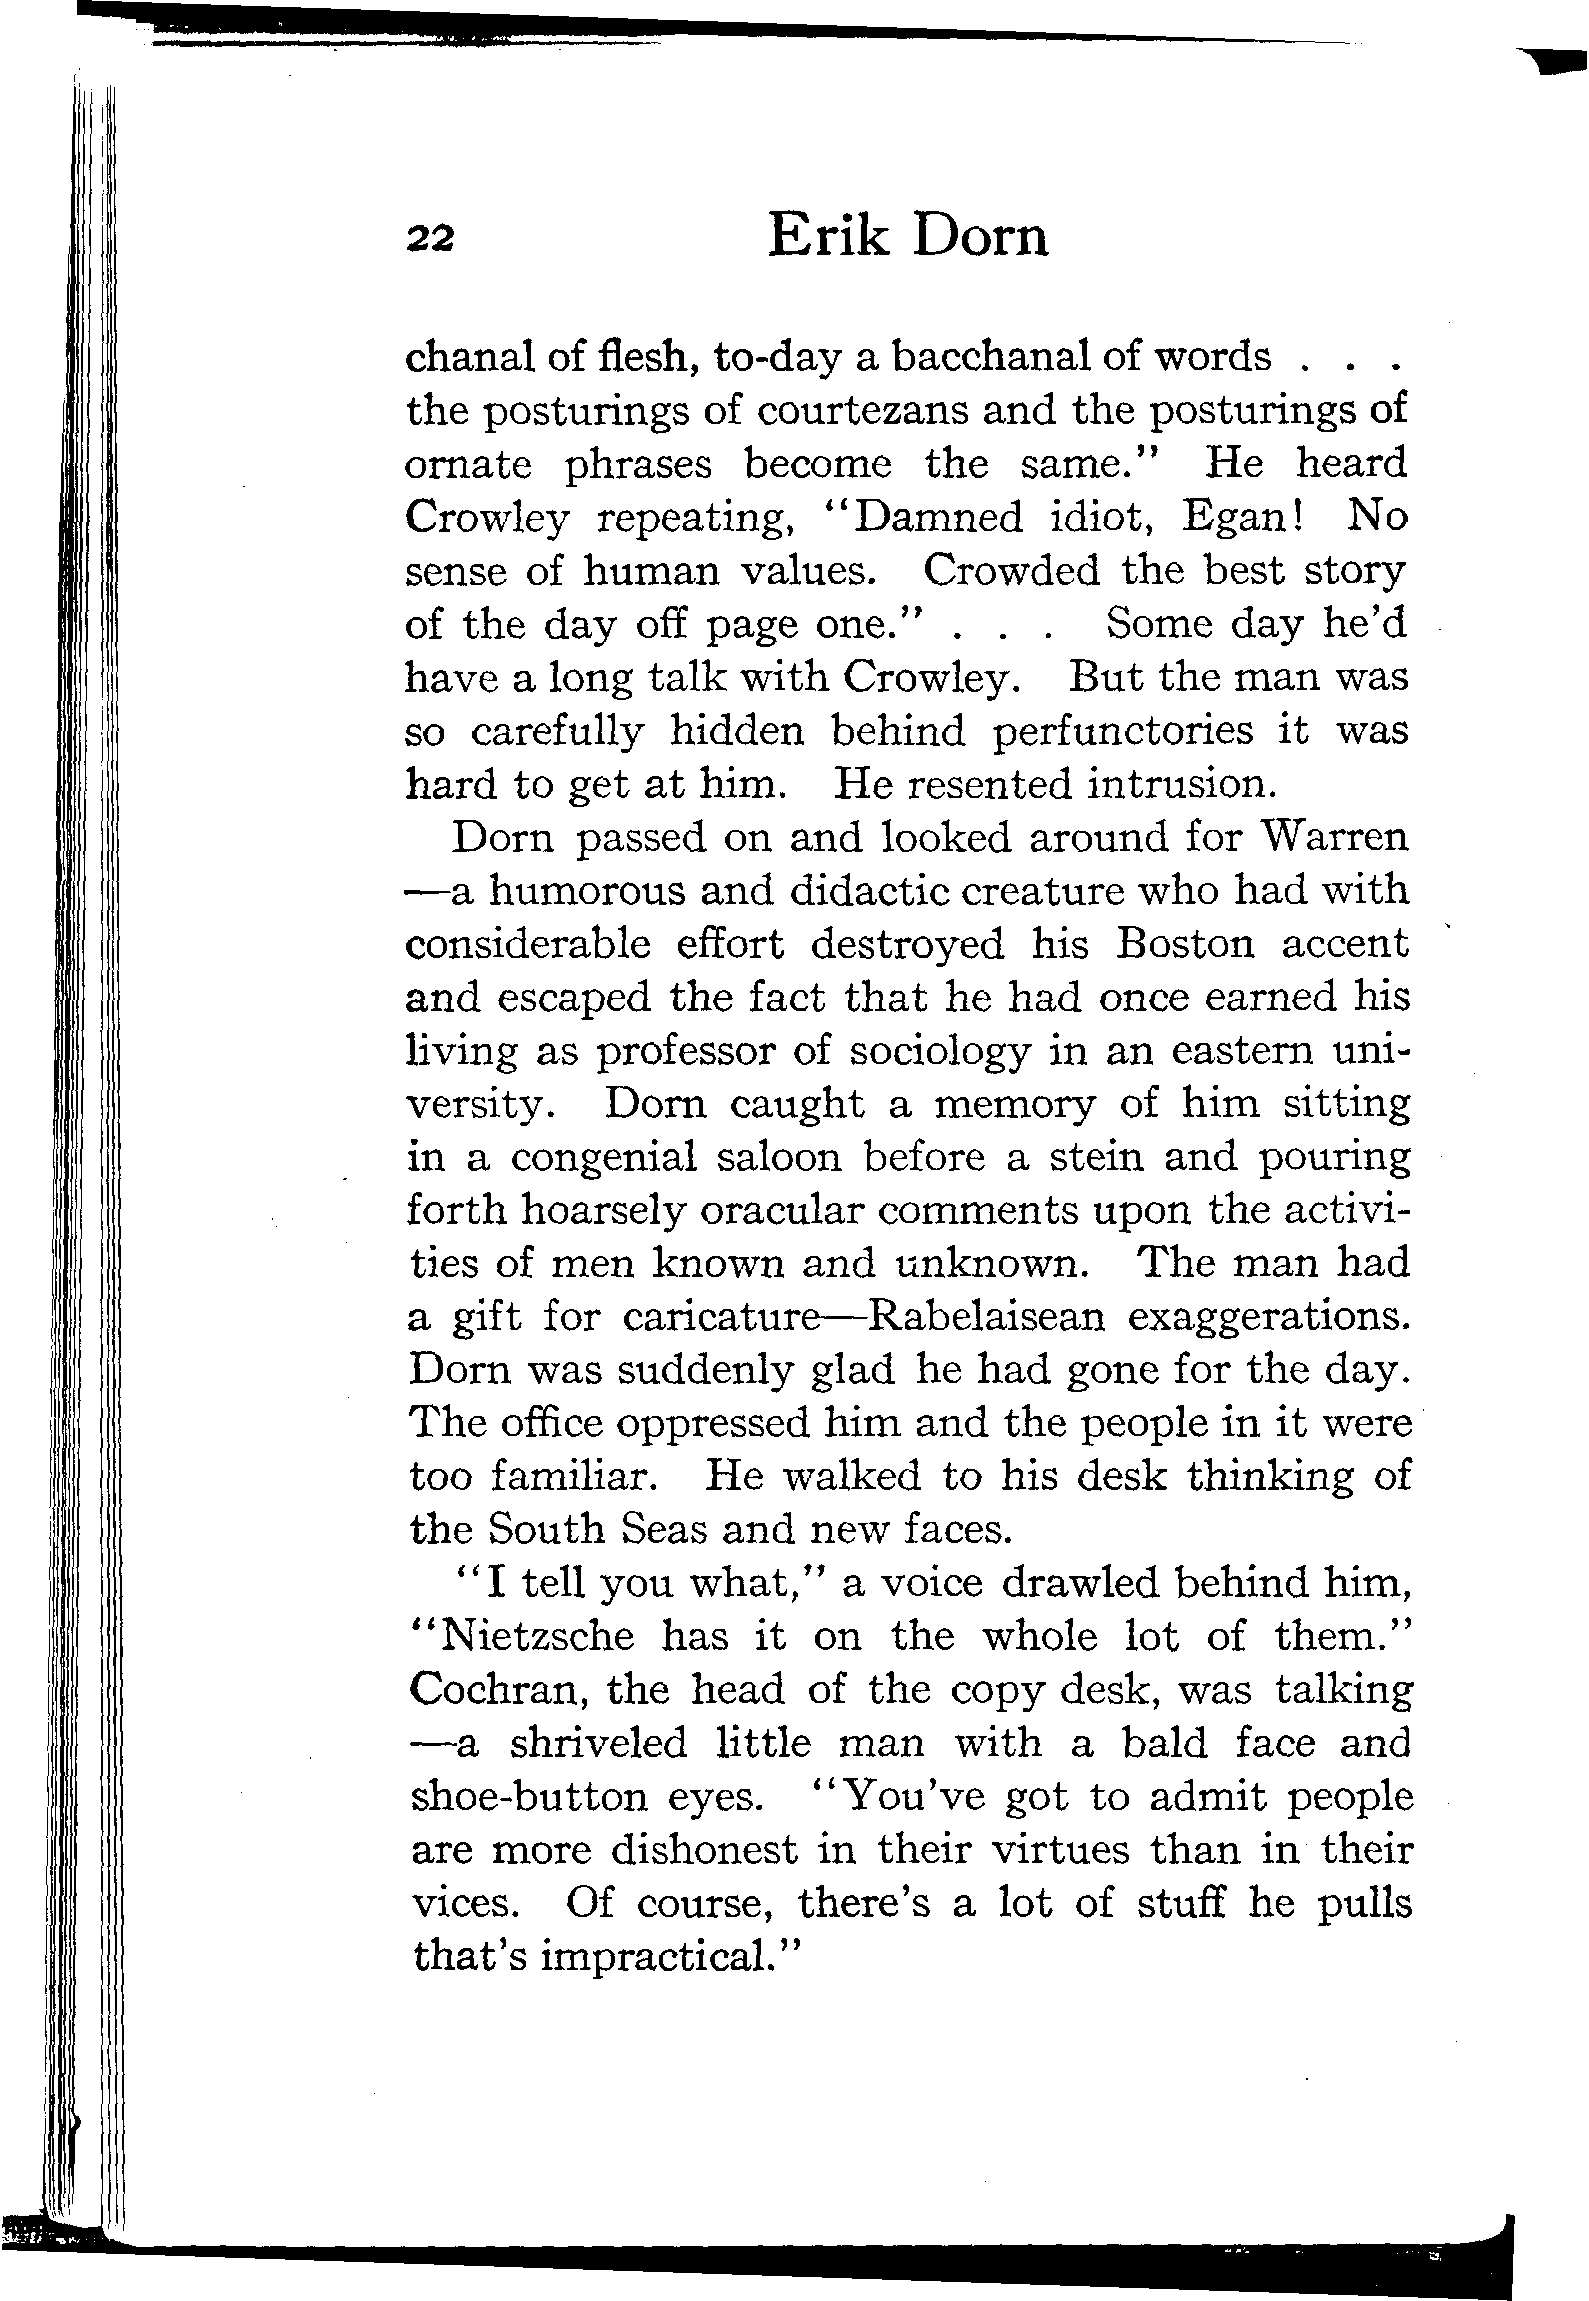 22 Erik Dorn
chanal of flesh, to-day a bacchanal of words . . .
the posturings of courtezans and the posturings of
ornate phrases become the same." He heard
Crowley repeating, "Damned idiot, Egan! No
sense of human values. Crowded the best story
of the day off page one." . . . Some day he'd
have a long talk with Crowley. But the man was
so carefully hidden behind perfunctories it was
hard to get at him. He resented intrusion.
Dorn passed on and looked around for Warren
—a humorous and didactic creature who had with
considerable effort destroyed his Boston accent
and escaped the fact that he had once earned his
living as professor of sociology in an eastern uni-
versity. Dorn caught a memory of him sitting
in a congenial saloon before a stein and pouring
forth hoarsely oracular comments upon the activi-
ties of men known and unknown. The man had
a gift for caricature—Rabelaisean exaggerations.
Dorn was suddenly glad he had gone for the day.
The office oppressed him and the people in it were
too familiar. He walked to his desk thinking of
the South Seas and new faces.
"I tell you what," a voice drawled behind him,
"Nietzsche has it on the whole lot of them."
Cochran, the head of the copy desk, was talking
—a shriveled little man with a bald face and
shoe-button eyes. "You've got to admit people
are more dishonest in their virtues than in their
vices. Of course, there's a lot of stuff he pulls
that's impractical."